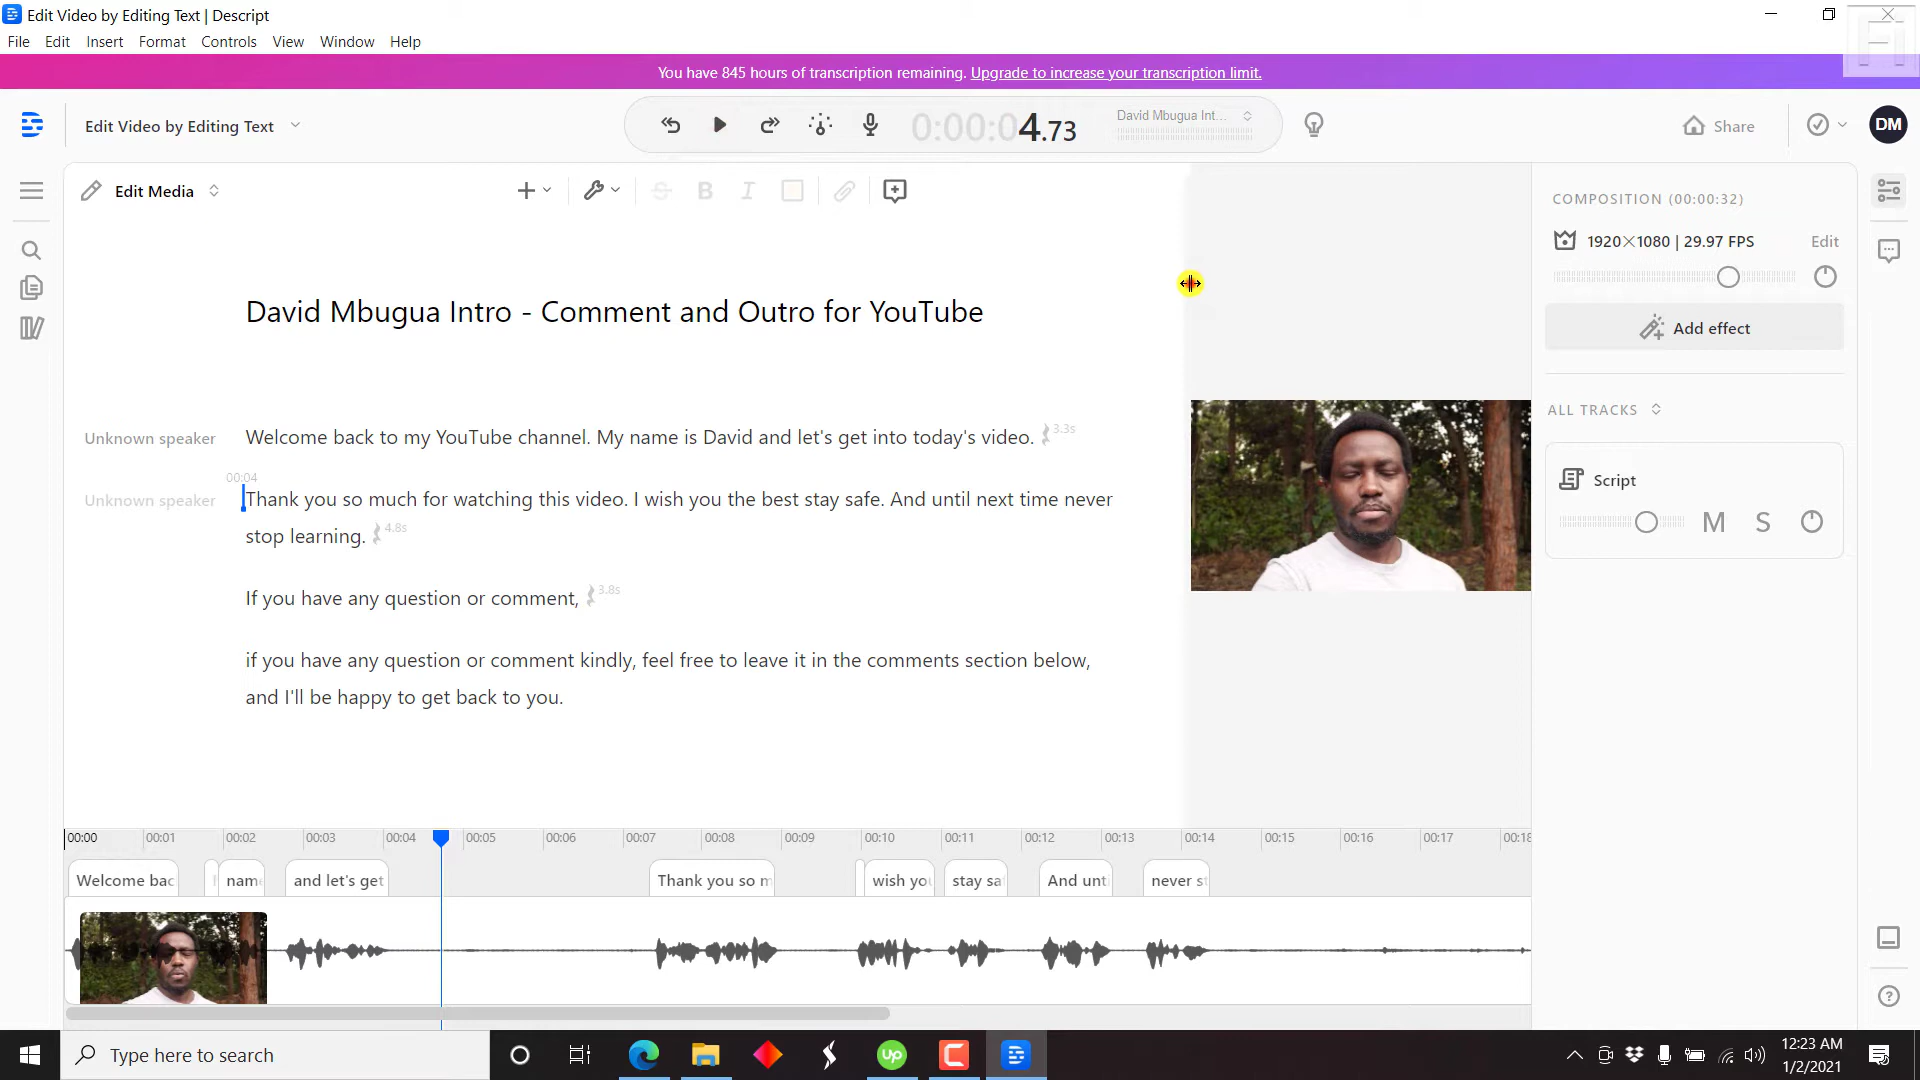 Edit Video by Editing Text | Descript
File Edit Insert Format Controls View Window Help
You have 845 hours of transcription remaining. Upgrade to increase your transcription limit.
Edit Video by Editing Text
0:00:04.73
David Mbugua Int...
Share
DM
Edit Media
B I
COMPOSITION (00:00:32)
1920×1080 | 29.97 FPS Edit
Add effect
ALL TRACKS
Script
M S
David Mbugua Intro - Comment and Outro for YouTube
Unknown speaker Welcome back to my YouTube channel. My name is David and let's get into today's video. 3.3s
00:04
Unknown speaker Thank you so much for watching this video. I wish you the best stay safe. And until next time never
stop learning. 4.8s
If you have any question or comment, 3.8s
if you have any question or comment kindly, feel free to leave it in the comments section below,
and I'll be happy to get back to you.
00:00 00:01 00:02 00:03 00:04 00:05 00:06 00:07 00:08 00:09 00:10 00:11 00:12 00:13 00:14 00:15 00:16 00:17 00:18
Welcome bac name and let's get Thank you so m wish you stay sa And unti never st
Type here to search
up
12:23 AM
1/2/2021